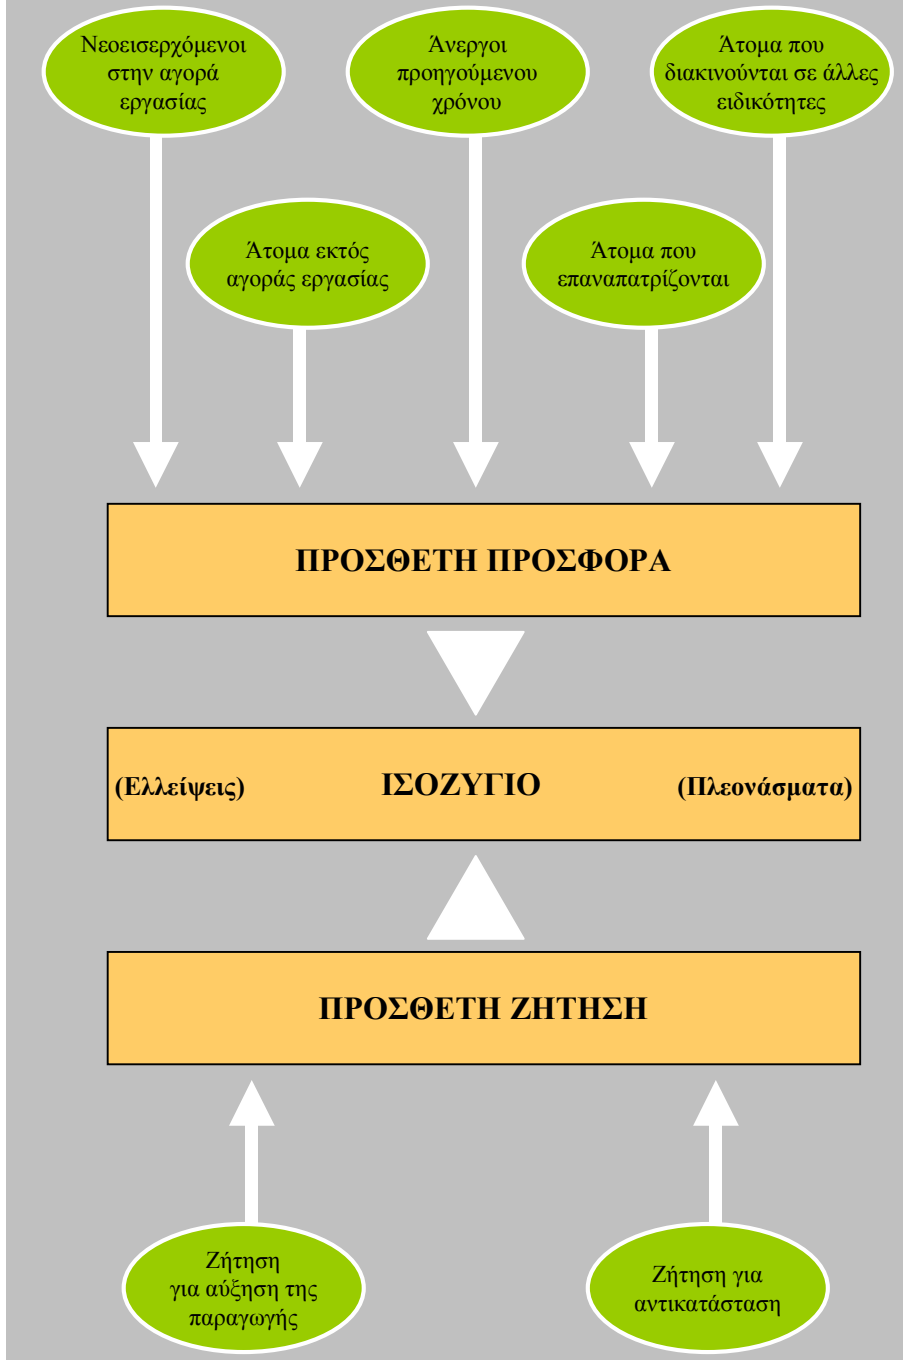 Νεοεισερχόμενοι
στην αγορά
εργασίας
Άνεργοι
προηγούμενου
χρόνου
Άτομα που
διακινούνται σε άλλες
ειδικότητες
Άτομα εκτός
αγοράς εργασίας
Άτομα που
επαναπατρίζονται
ΠΡΟΣΘΕΤΗ ΠΡΟΣΦΟΡΑ
(Ελλείψεις) ΙΣΟΖΥΓΙΟ (Πλεονάσματα)
ΠΡΟΣΘΕΤΗ ΖΗΤΗΣΗ
Ζήτηση
για αύξηση της
παραγωγής
Ζήτηση για
αντικατάσταση